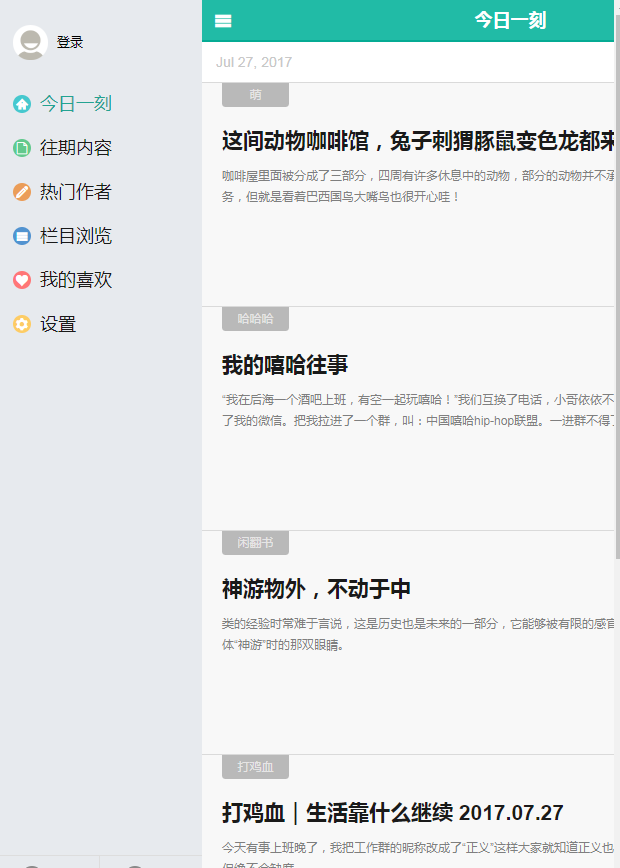 登录
今日一刻
往期内容
热门作者
栏目浏览
我的喜欢
设置
今日一刻
Jul 27, 2017
萌
这间动物咖啡馆，兔子刺猬豚鼠变色龙都来
咖啡屋里面被分成了三部分，四周有许多休息中的动物，部分的动物并不承
务，但就是看着巴西国鸟大嘴鸟也很开心哇！
哈哈哈
我的嘻哈往事
“我在后海一个酒吧上班，有空一起玩嘻哈！”我们互换了电话，小哥依依不
了我的微信。把我拉进了一个群，叫：中国嘻哈hip-hop联盟。一进群不得
闲翻书
神游物外，不动于中
类的经验时常难于言说，这是历史也是未来的一部分，它能够被有限的感官
体“神游”时的那双眼睛。
打鸡血
打鸡血｜生活靠什么继续 2017.07.27
今天有事上班晚了，我把工作群的昵称改成了“正义”这样大家就知道正义也